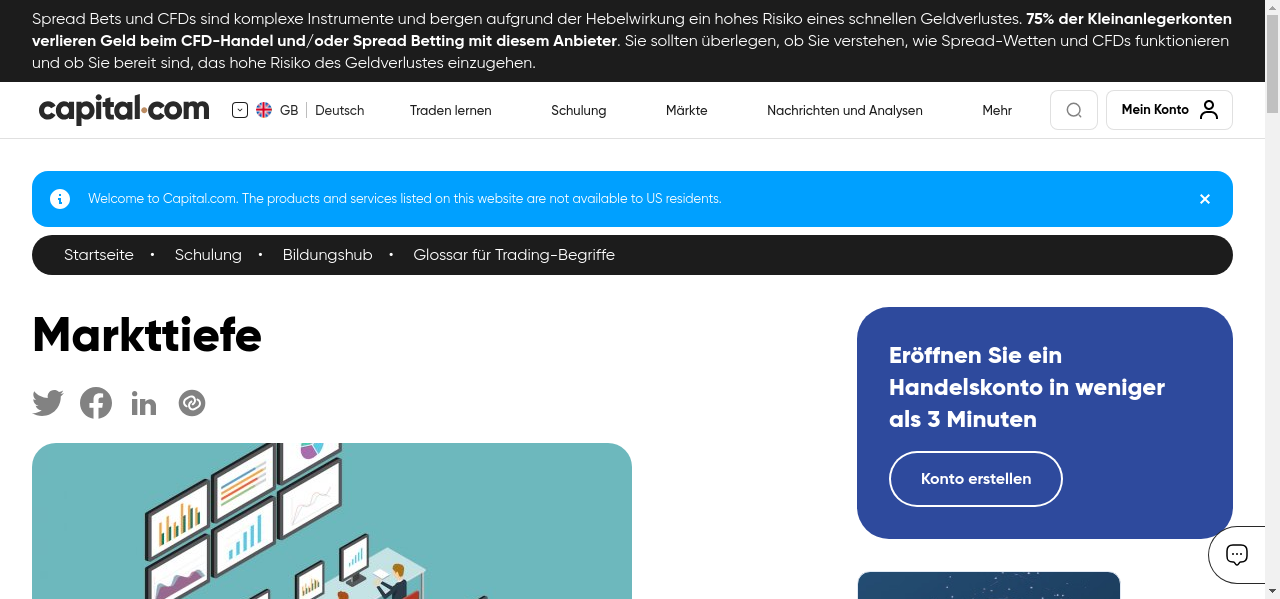 Spread Bets und CFDs sind komplexe Instrumente und bergen aufgrund der Hebelwirkung ein hohes Risiko eines schnellen Geldverlustes. 75% der Kleinanlegerkonten
verlieren Geld beim CFD-Handel und/oder Spread Betting mit diesem Anbieter. Sie sollten überlegen, ob Sie verstehen, wie Spread-Wetten und CFDs funktionieren
und ob Sie bereit sind, das hohe Risiko des Geldverlustes einzugehen.
capital.com GB Deutsch Traden lernen Schulung Märkte Nachrichten und Analysen Mehr Mein Konto
Welcome to Capital.com. The products and services listed on this website are not available to US residents.
Startseite • Schulung • Bildungshub • Glossar für Trading-Begriffe
Markttiefe
Eröffnen Sie ein
Handelskonto in weniger
als 3 Minuten
Konto erstellen